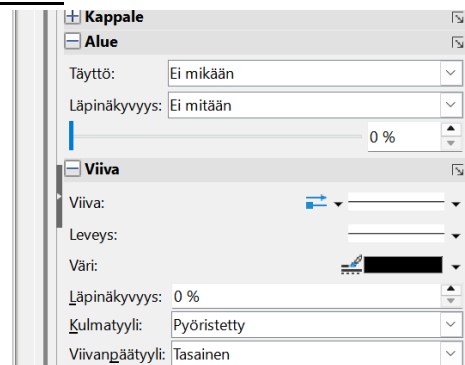 Kappale
Alue
Täyttö: Ei mikään
Läpinäkyvyys: Ei mitään
0 %
Viiva
Viiva:
Leveys:
Väri:
Läpinäkyvyys: 0 %
Kulmatyyli: Pyöristetty
Viivanpäätyyli: Tasainen